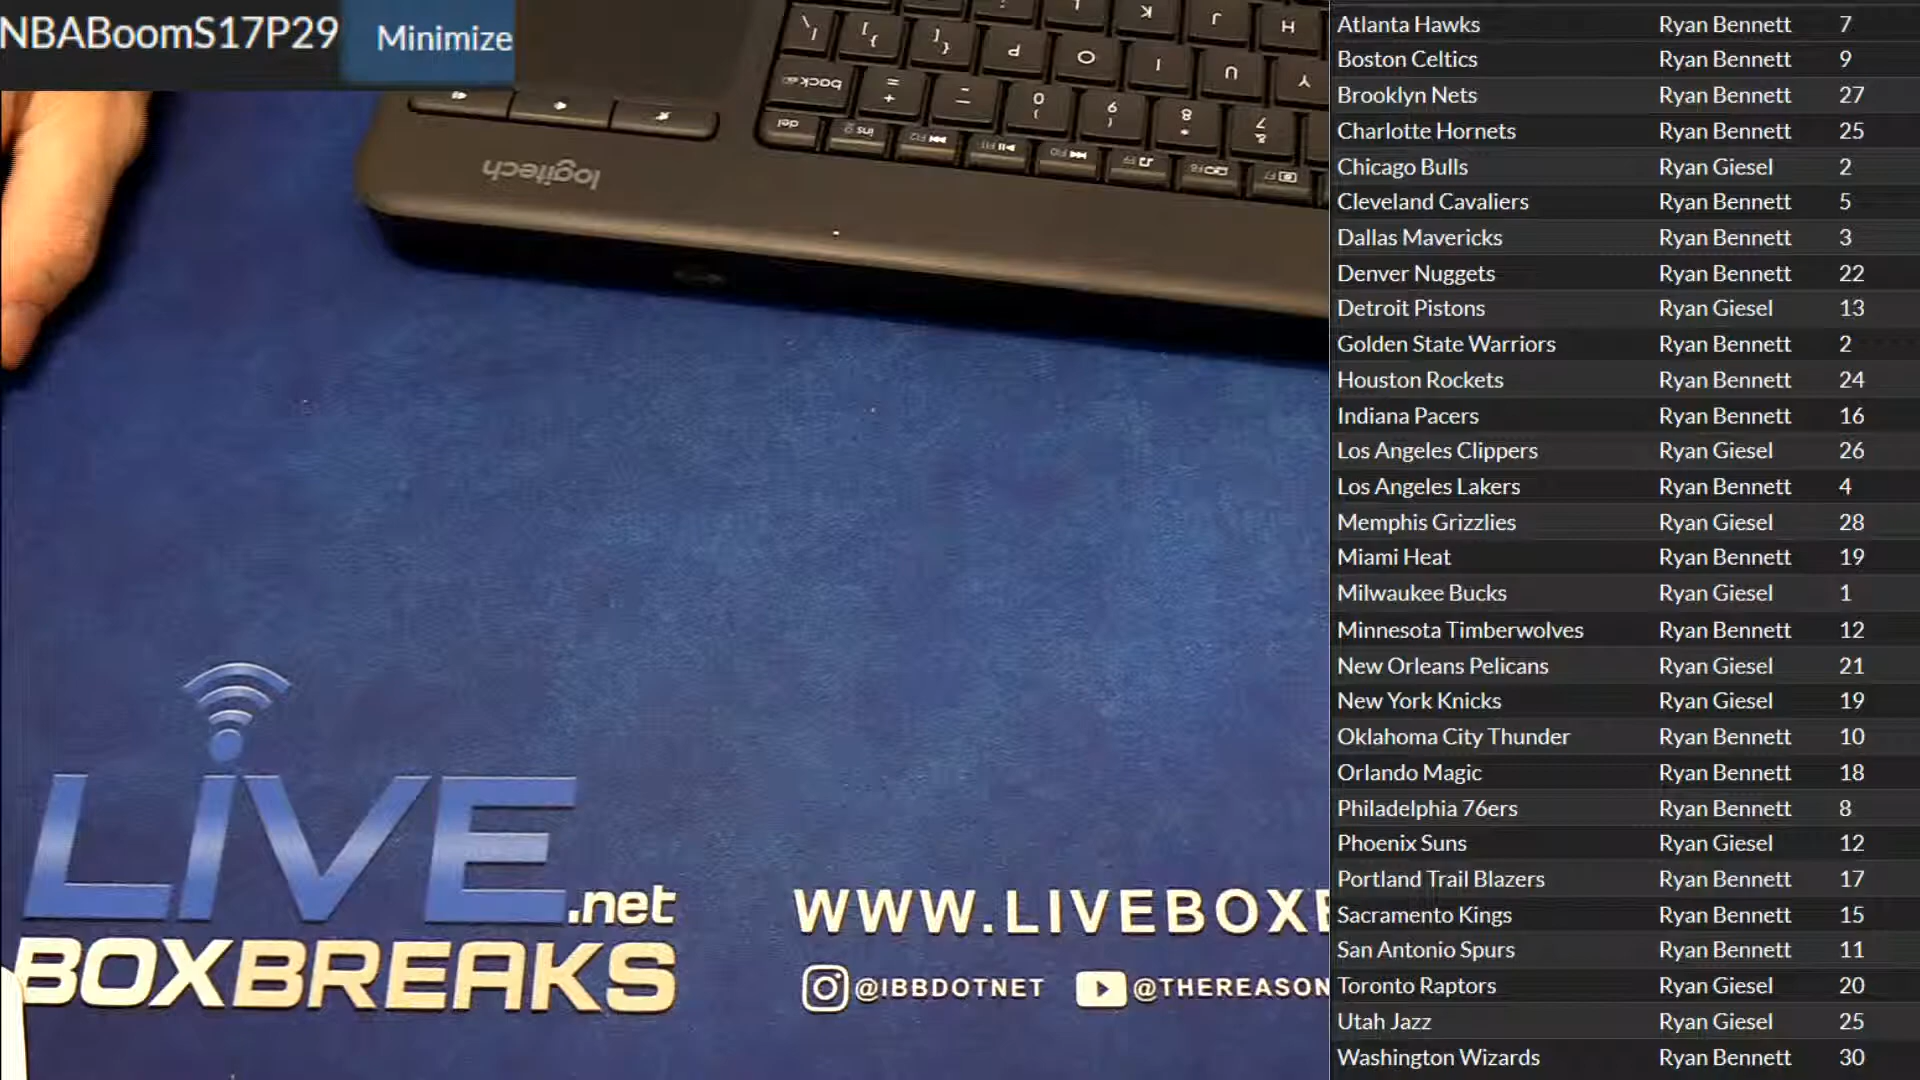 NBABoomS17P29
Minimize
logitech
LIVE.net
BOXBREAKS
WWW.LIVEBOX
@IBBDOTNET
@THEREASON
Atlanta Hawks Ryan Bennett 7
Boston Celtics Ryan Bennett 9
Brooklyn Nets Ryan Bennett 27
Charlotte Hornets Ryan Bennett 25
Chicago Bulls Ryan Giesel 2
Cleveland Cavaliers Ryan Bennett 5
Dallas Mavericks Ryan Bennett 3
Denver Nuggets Ryan Bennett 22
Detroit Pistons Ryan Giesel 13
Golden State Warriors Ryan Bennett 2
Houston Rockets Ryan Bennett 24
Indiana Pacers Ryan Bennett 16
Los Angeles Clippers Ryan Giesel 26
Los Angeles Lakers Ryan Bennett 4
Memphis Grizzlies Ryan Giesel 28
Miami Heat Ryan Bennett 19
Milwaukee Bucks Ryan Giesel 1
Minnesota Timberwolves Ryan Bennett 12
New Orleans Pelicans Ryan Giesel 21
New York Knicks Ryan Giesel 19
Oklahoma City Thunder Ryan Bennett 10
Orlando Magic Ryan Bennett 18
Philadelphia 76ers Ryan Bennett 8
Phoenix Suns Ryan Giesel 12
Portland Trail Blazers Ryan Bennett 17
Sacramento Kings Ryan Bennett 15
San Antonio Spurs Ryan Bennett 11
Toronto Raptors Ryan Giesel 20
Utah Jazz Ryan Giesel 25
Washington Wizards Ryan Bennett 30